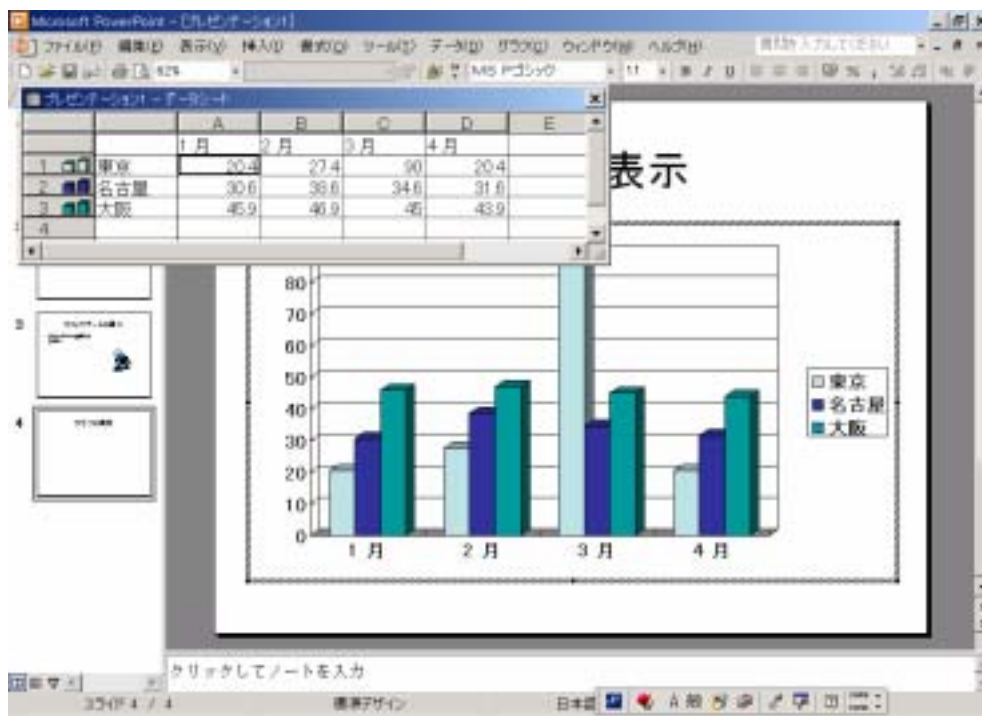 Microsoft PowerPoint - [プレゼンテーション1]
ファイル(F) 編集(E) 表示(V) 挿入(I) 書式(O) ツール(T) データ(D) グラフ(C) ウィンドウ(W) ヘルプ(H)
MS Pゴシック 11 B I U
プレゼンテーション1 - データシート
A B C D E
1 月 2 月 3 月 4 月
1 東京 20.4 27.4 90 20.4
2 名古屋 30.6 38.6 34.6 31.6
3 大阪 45.9 46.9 45 43.9
4
表示
80
70
60
50
40
30
20
10
0
1 月 2 月 3 月 4 月
東京
名古屋
大阪
3
4
クリックしてノートを入力
スライド 4 / 4 標準デザイン 日本語
A 般